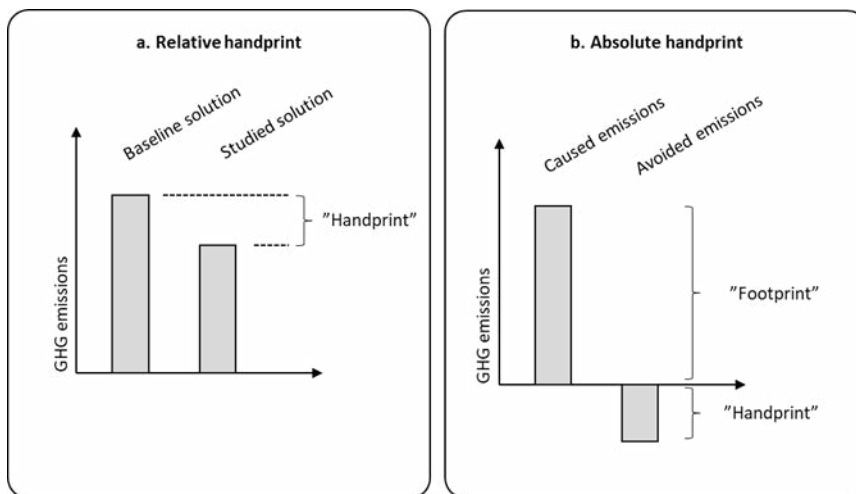 a. Relative handprint
Baseline solution
Studied solution
”Handprint”
GHG emissions
b. Absolute handprint
Caused emissions
Avoided emissions
”Footprint”
GHG emissions
”Handprint”